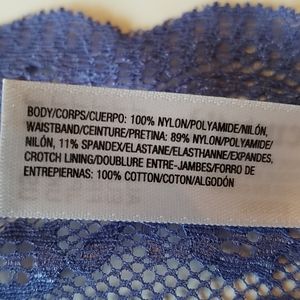 BODY/CORPS/CUERPO: 100% NYLON/POLYAMIDE/NILÓN,
WAISTBAND/CEINTURE/PRETINA: 89% NYLON/POLYAMIDE/
NILÓN, 11% SPANDEX/ELASTANE/ELASTHANNE/EXPANDES,
CROTCH LINING/DOUBLURE ENTRE-JAMBES/FORRO DE
ENTREPIERNAS: 100% COTTON/COTON/ALGODÓN